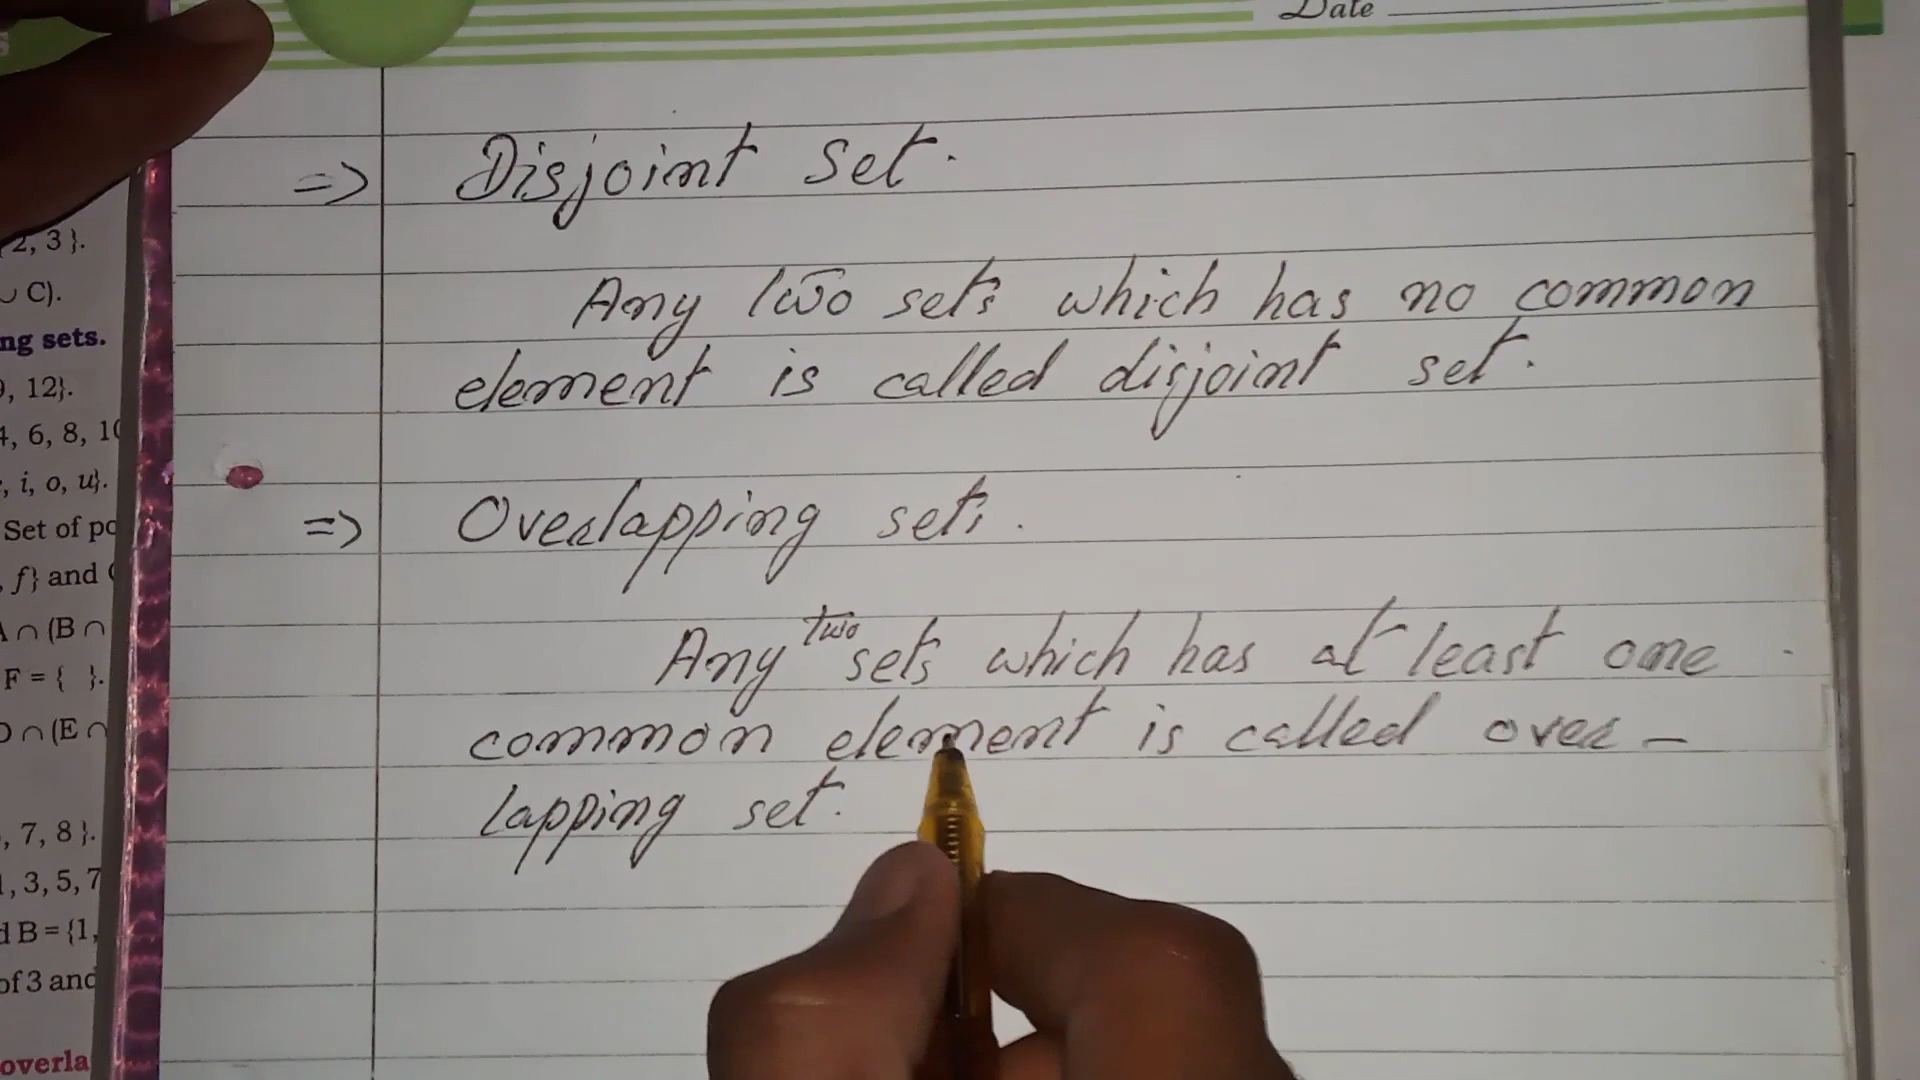 Date
=> Disjoint Set.
Any two sets which has no common
element is called disjoint set.
=> Overlapping sets.
Any two sets which has at least one
common element is called over-
lapping set.
2, 3}.
∪ C).
ng sets.
, 12}.
4, 6, 8, 10
, i, o, u}.
Set of po
, f} and
A ∩ (B ∩
F = { }.
D ∩ (E ∩
, 7, 8}.
1, 3, 5, 7
d B = {1,
of 3 and
overla